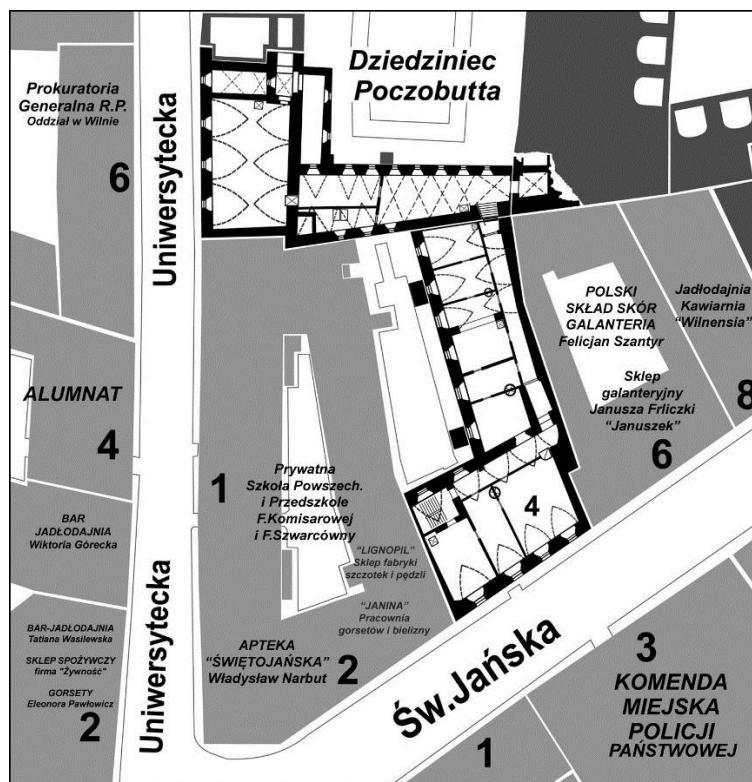 Dziedziniec
Poczobutta
Prokuratoria
Generalna R.P.
Oddział w Wilnie
6
Uniwersytecka
ALUMNAT
4
BAR
JADŁODAJNIA
Wiktoria Górecka
BAR-JADŁODAJNIA
Tatiana Wasilewska
SKLEP SPOŻYWCZY
firma "Żywność"
GORSETY
Eleonora Pawłowicz
2
Uniwersytecka
1
Prywatna
Szkoła Powszech.
i Przedszkole
F.Komisarowej
i F.Szwarcówny
"LIGNOPIL"
Sklep fabryki
szczotek i pędzli
"JANINA"
Pracownia
gorsetów i bielizny
APTEKA
"ŚWIĘTOJAŃSKA"
Władysław Narbut
2
4
POLSKI
SKŁAD SKÓR
GALANTERIA
Felicjan Szantyr
Sklep
galanteryjny
Janusza Frliczki
"Januszek"
6
Jadłodajnia
Kawiarnia
"Wilnensia"
8
Św.Jańska
3
KOMENDA
MIEJSKA
POLICJI
PAŃSTWOWEJ
1